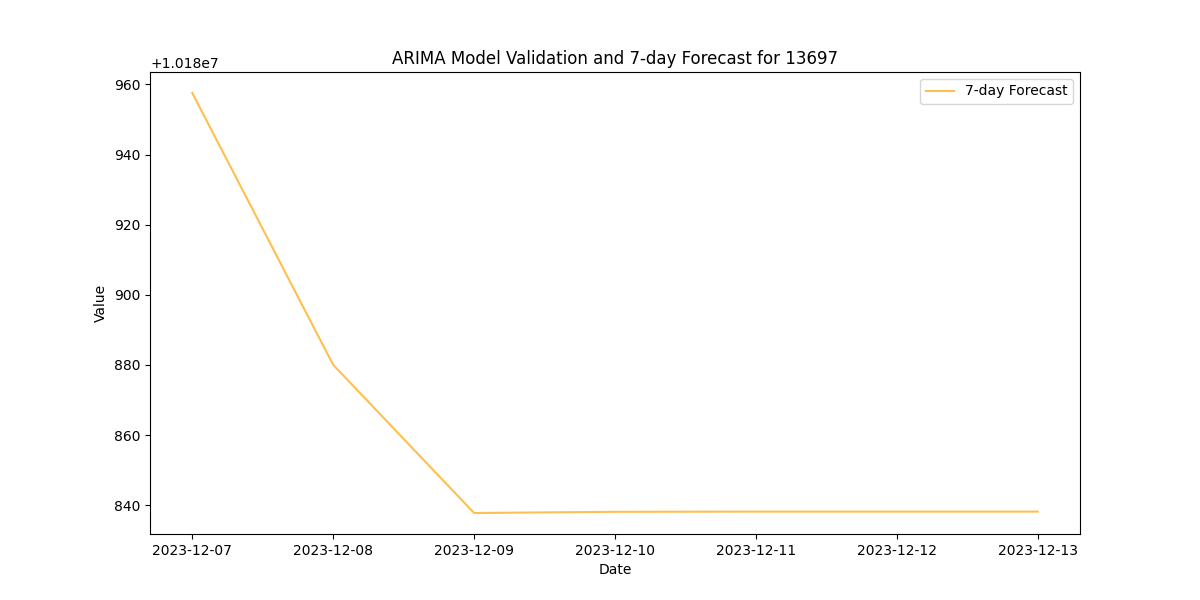 ARIMA Model Validation and 7-day Forecast for 13697
+1.018e7
7-day Forecast
960
940
920
900
880
860
840
Value
2023-12-07 2023-12-08 2023-12-09 2023-12-10 2023-12-11 2023-12-12 2023-12-13
Date